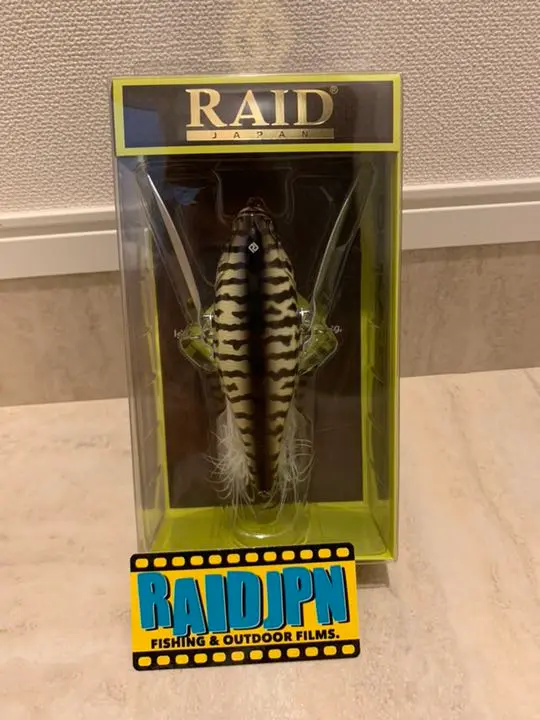 RAID®
JAPAN
RAIDJPN
FISHING & OUTDOOR FILMS.